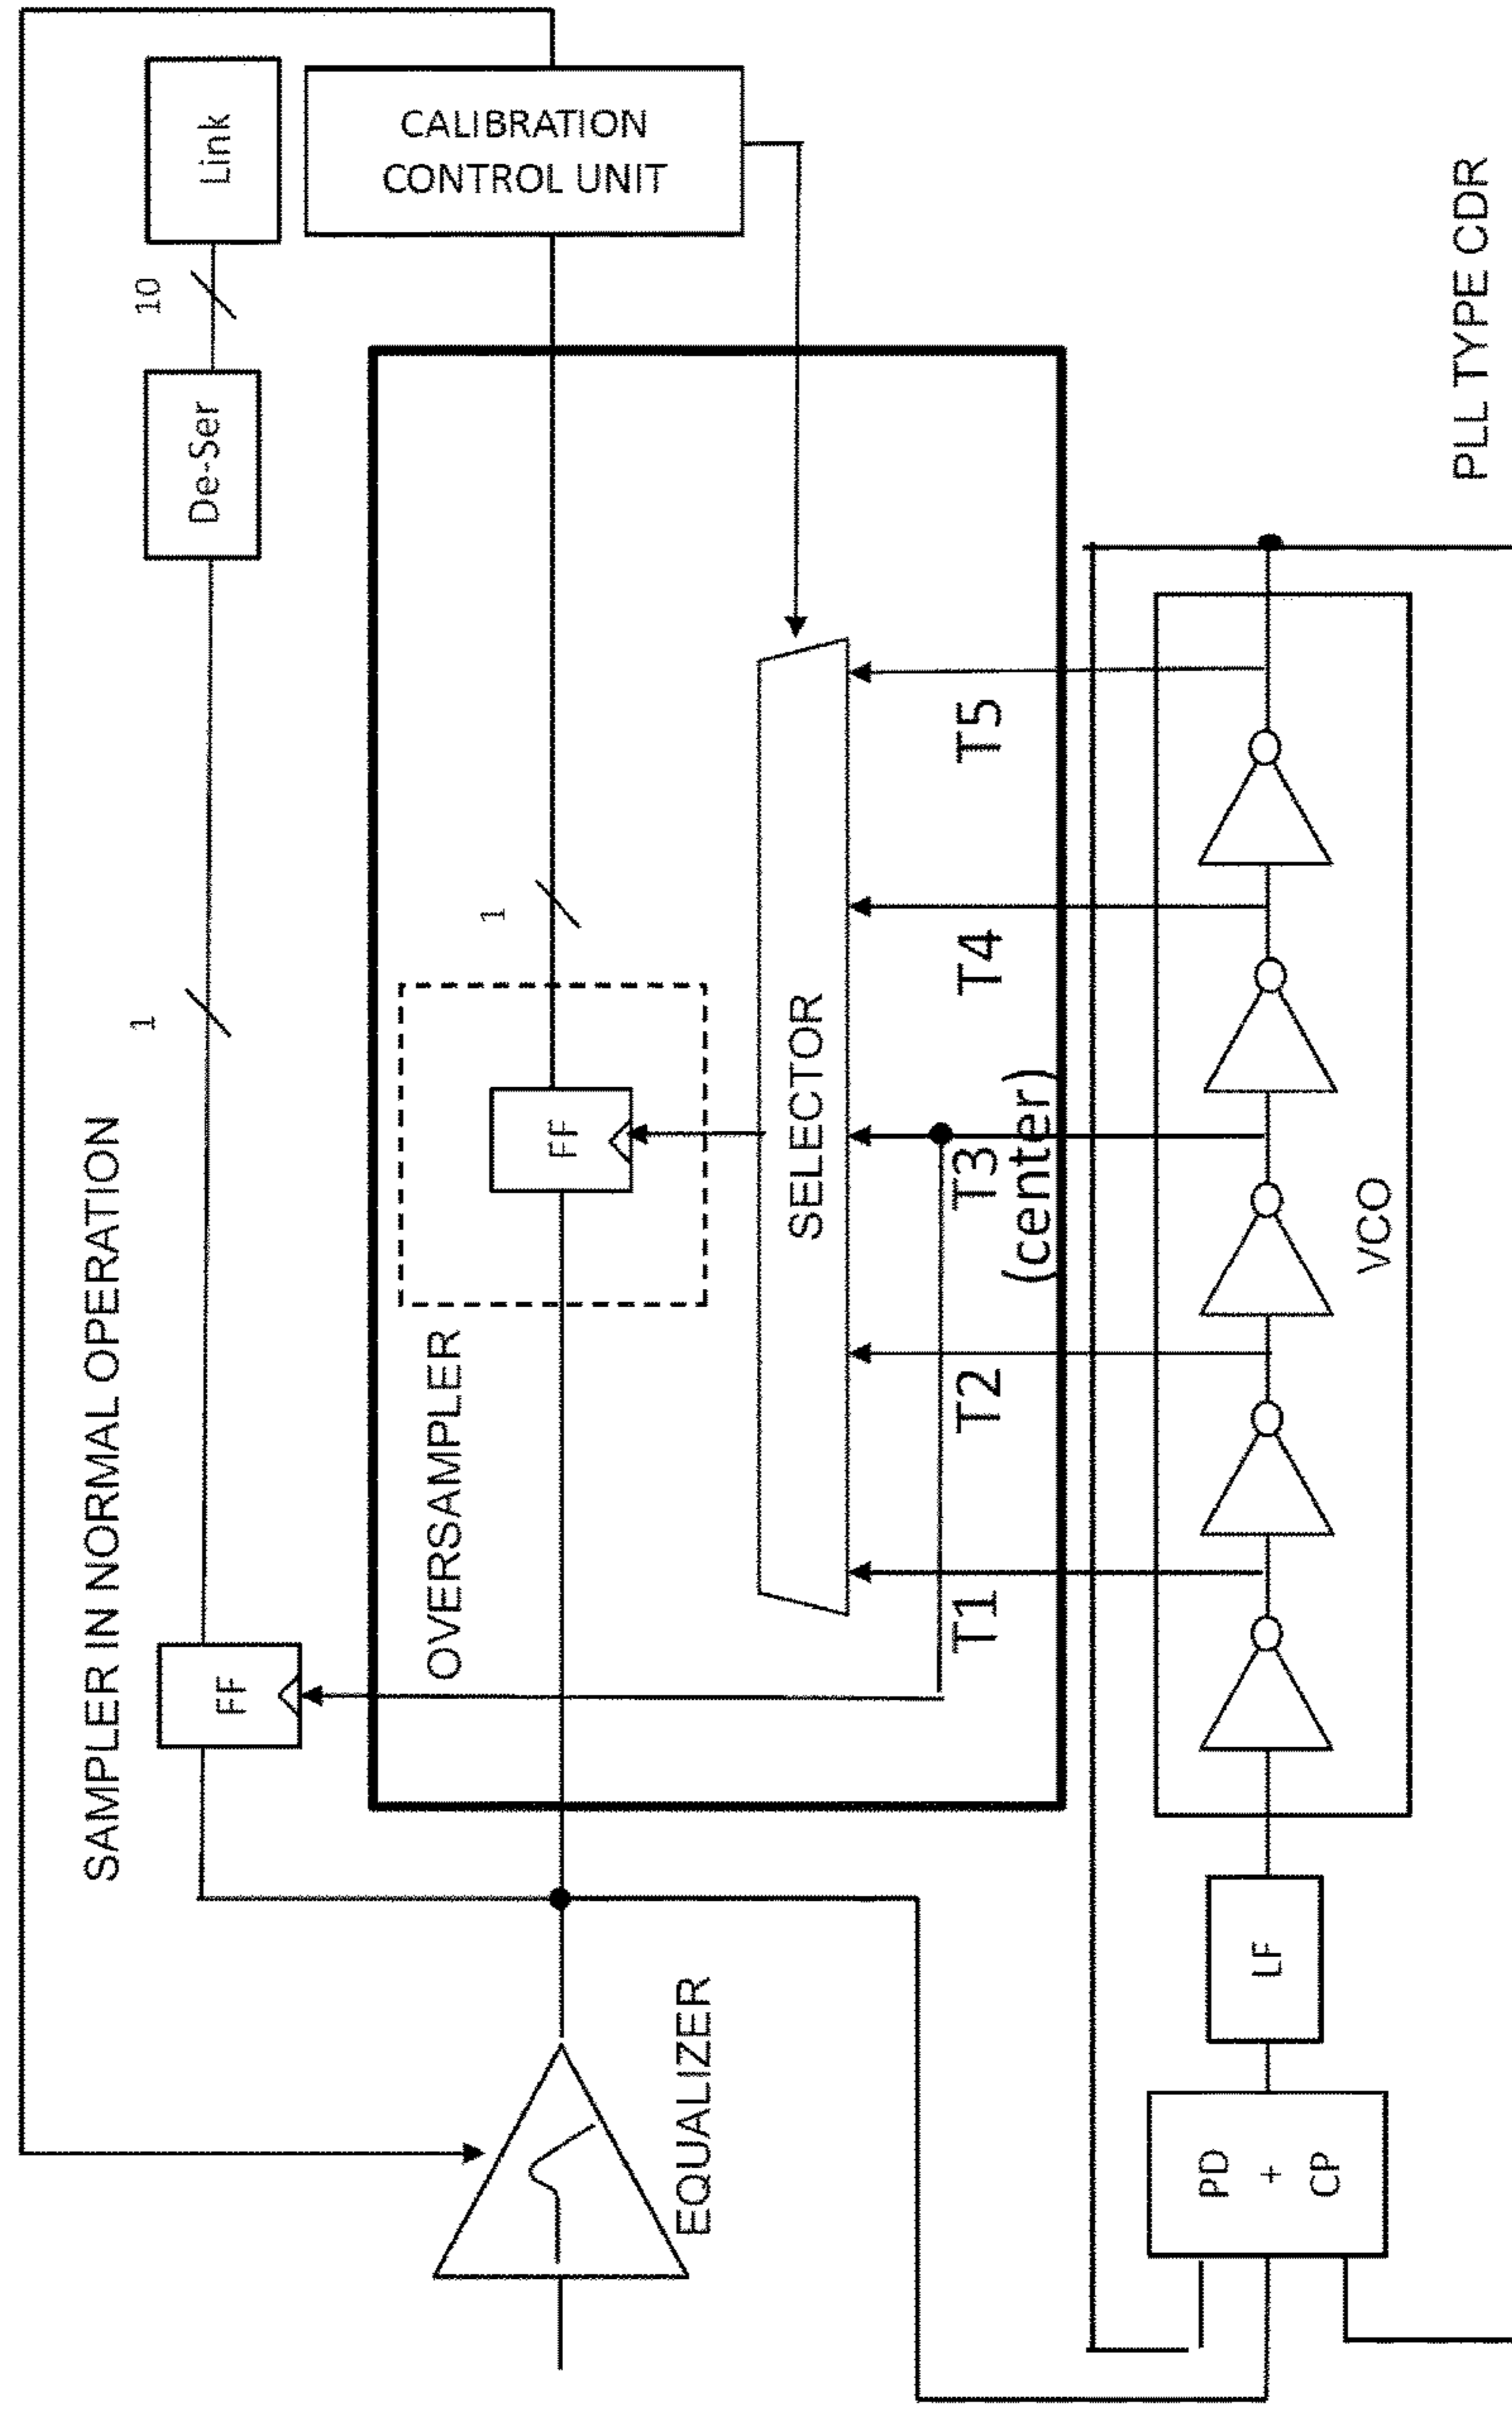 SAMPLER IN NORMAL OPERATION
FF
1
De-Ser
10
Link
CALIBRATION
CONTROL UNIT
EQUALIZER
OVERSAMPLER
FF
1
SELECTOR
T1
T2
T3
(center)
T4
T5
PD
+
CP
LF
VCO
PLL TYPE CDR